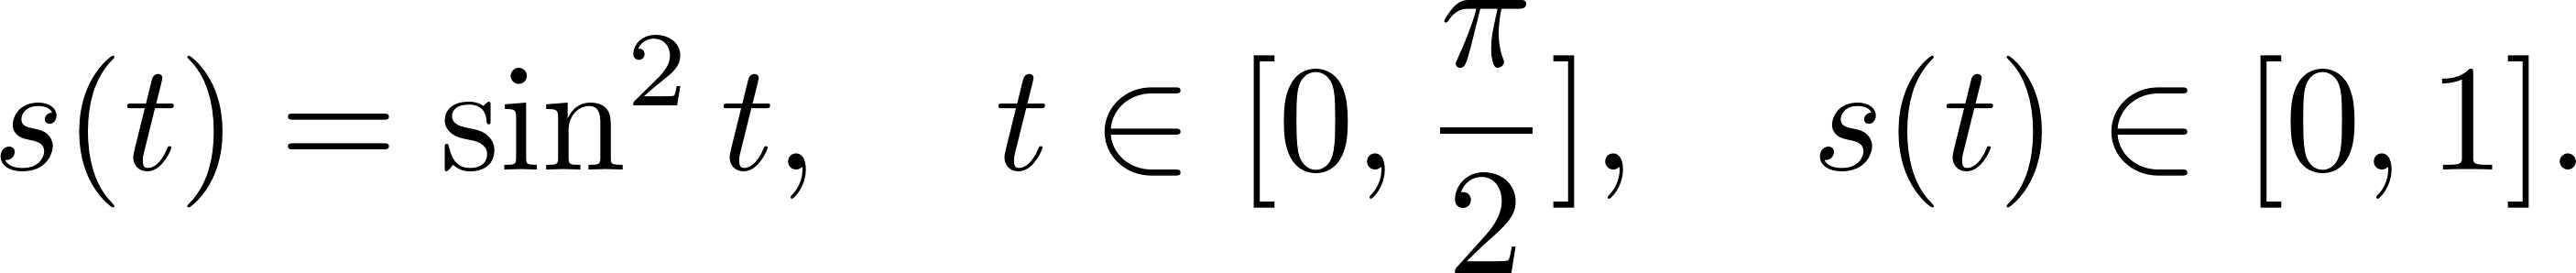 s(t) = sin² t, t ∈ [0, π/2], s(t) ∈ [0, 1].